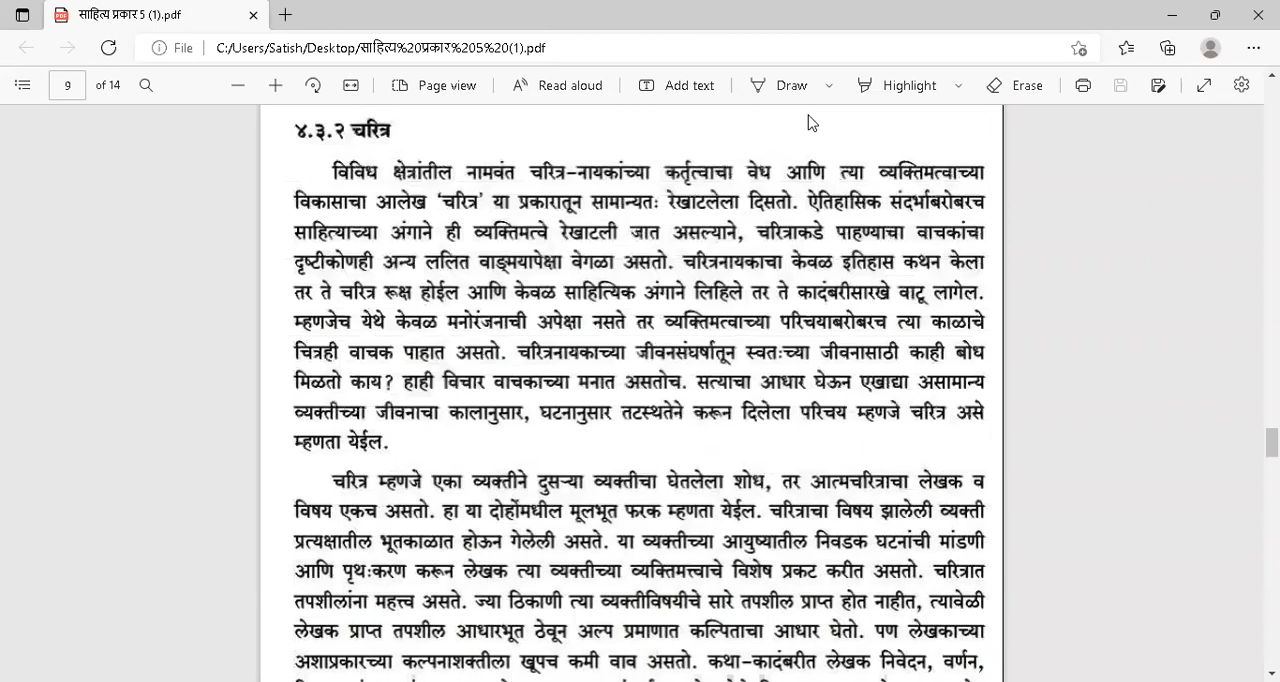 साहित्य प्रकार 5 (1).pdf
File C:/Users/Satish/Desktop/साहित्य%20प्रकार%205%20(1).pdf
9 of 14 Page view Read aloud Add text Draw Highlight Erase
४.३.२ चरित्र
विविध क्षेत्रांतील नामवंत चरित्र-नायकांच्या कर्तृत्वाचा वेध आणि त्या व्यक्तिमत्वाच्या
विकासाचा आलेख ‘चरित्र’ या प्रकारातून सामान्यतः रेखाटलेला दिसतो. ऐतिहासिक संदर्भाबरोबरच
साहित्याच्या अंगाने ही व्यक्तिमत्वे रेखाटली जात असल्याने, चरित्राकडे पाहण्याचा वाचकांचा
दृष्टीकोणही अन्य ललित वाङ्मयापेक्षा वेगळा असतो. चरित्रनायकाचा केवळ इतिहास कथन केला
तर ते चरित्र रूक्ष होईल आणि केवळ साहित्यिक अंगाने लिहिले तर ते कादंबरीसारखे वाटू लागेल.
म्हणजेच येथे केवळ मनोरंजनाची अपेक्षा नसते तर व्यक्तिमत्वाच्या परिचयाबरोबरच त्या काळाचे
चित्रही वाचक पाहात असतो. चरित्रनायकाच्या जीवनसंघर्षातून स्वतःच्या जीवनासाठी काही बोध
मिळतो काय? हाही विचार वाचकाच्या मनात असतोच. सत्याचा आधार घेऊन एखाद्या असामान्य
व्यक्तीच्या जीवनाचा कालानुसार, घटनानुसार तटस्थतेने करून दिलेला परिचय म्हणजे चरित्र असे
म्हणता येईल.
चरित्र म्हणजे एका व्यक्तीने दुसऱ्या व्यक्तीचा घेतलेला शोध, तर आत्मचरित्राचा लेखक व
विषय एकच असतो. हा या दोहोंमधील मूलभूत फरक म्हणता येईल. चरित्राचा विषय झालेली व्यक्ती
प्रत्यक्षातील भूतकाळात होऊन गेलेली असते. या व्यक्तीच्या आयुष्यातील निवडक घटनांची मांडणी
आणि पृथःकरण करून लेखक त्या व्यक्तीच्या व्यक्तिमत्त्वाचे विशेष प्रकट करीत असतो. चरित्रात
तपशीलांना महत्त्व असते. ज्या ठिकाणी त्या व्यक्तीविषयीचे सारे तपशील प्राप्त होत नाहीत, त्यावेळी
लेखक प्राप्त तपशील आधारभूत ठेवून अल्प प्रमाणात कल्पिताचा आधार घेतो. पण लेखकाच्या
अशाप्रकारच्या कल्पनाशक्तीला खूपच कमी वाव असतो. कथा-कादंबरीत लेखक निवेदन, वर्णन,